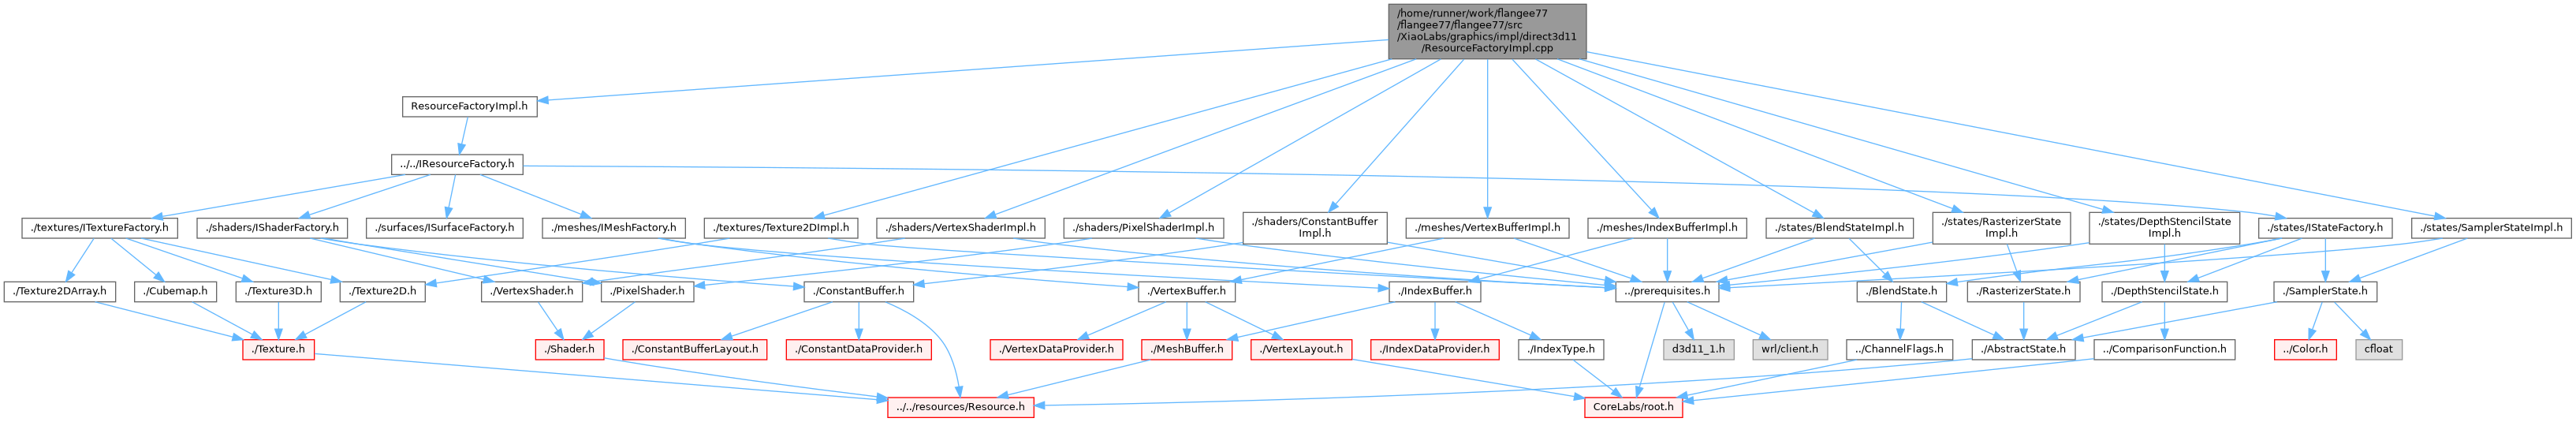 /home/runner/work/flangee77
/flangee77/flangee77/src
/XiaoLabs/graphics/impl/direct3d11
/ResourceFactoryImpl.cpp
ResourceFactoryImpl.h
../../IResourceFactory.h
./textures/ITextureFactory.h
./shaders/IShaderFactory.h
./surfaces/ISurfaceFactory.h
./meshes/IMeshFactory.h
./textures/Texture2DImpl.h
./shaders/VertexShaderImpl.h
./shaders/PixelShaderImpl.h
./shaders/ConstantBuffer
Impl.h
./meshes/VertexBufferImpl.h
./meshes/IndexBufferImpl.h
./states/BlendStateImpl.h
./states/RasterizerState
Impl.h
./states/DepthStencilState
Impl.h
./states/IStateFactory.h
./states/SamplerStateImpl.h
./Texture2DArray.h
./Cubemap.h
./Texture3D.h
./Texture2D.h
./VertexShader.h
./PixelShader.h
./ConstantBuffer.h
./VertexBuffer.h
./IndexBuffer.h
../prerequisites.h
./BlendState.h
./RasterizerState.h
./DepthStencilState.h
./SamplerState.h
./Texture.h
./Shader.h
./ConstantBufferLayout.h
./ConstantDataProvider.h
./VertexDataProvider.h
./MeshBuffer.h
./VertexLayout.h
./IndexDataProvider.h
./IndexType.h
d3d11_1.h
wrl/client.h
../ChannelFlags.h
./AbstractState.h
../ComparisonFunction.h
../Color.h
cfloat
../../resources/Resource.h
CoreLabs/root.h